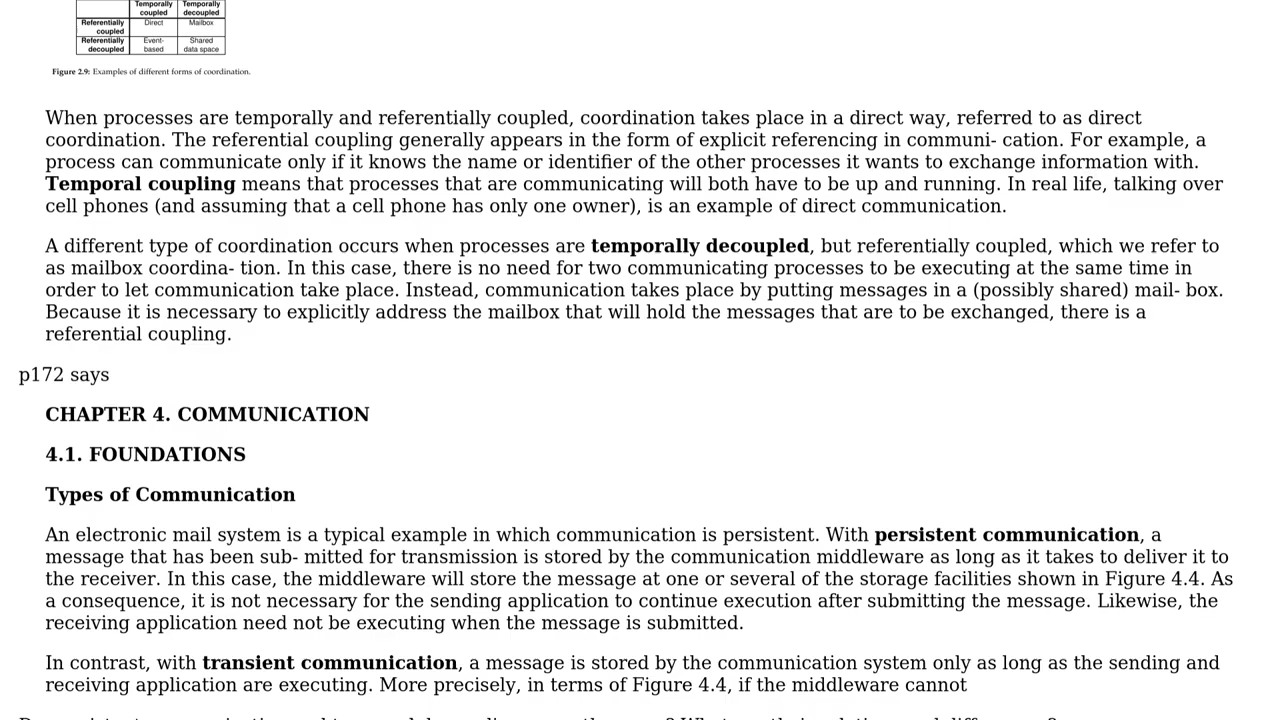 Temporally coupled Temporally decoupled
Referentially coupled Direct Mailbox
Referentially decoupled Event-based Shared data space
Figure 2.9: Examples of different forms of coordination.
When processes are temporally and referentially coupled, coordination takes place in a direct way, referred to as direct
coordination. The referential coupling generally appears in the form of explicit referencing in communi- cation. For example, a
process can communicate only if it knows the name or identifier of the other processes it wants to exchange information with.
Temporal coupling means that processes that are communicating will both have to be up and running. In real life, talking over
cell phones (and assuming that a cell phone has only one owner), is an example of direct communication.
A different type of coordination occurs when processes are temporally decoupled, but referentially coupled, which we refer to
as mailbox coordina- tion. In this case, there is no need for two communicating processes to be executing at the same time in
order to let communication take place. Instead, communication takes place by putting messages in a (possibly shared) mail- box.
Because it is necessary to explicitly address the mailbox that will hold the messages that are to be exchanged, there is a
referential coupling.
p172 says
CHAPTER 4. COMMUNICATION
4.1. FOUNDATIONS
Types of Communication
An electronic mail system is a typical example in which communication is persistent. With persistent communication, a
message that has been sub- mitted for transmission is stored by the communication middleware as long as it takes to deliver it to
the receiver. In this case, the middleware will store the message at one or several of the storage facilities shown in Figure 4.4. As
a consequence, it is not necessary for the sending application to continue execution after submitting the message. Likewise, the
receiving application need not be executing when the message is submitted.
In contrast, with transient communication, a message is stored by the communication system only as long as the sending and
receiving application are executing. More precisely, in terms of Figure 4.4, if the middleware cannot